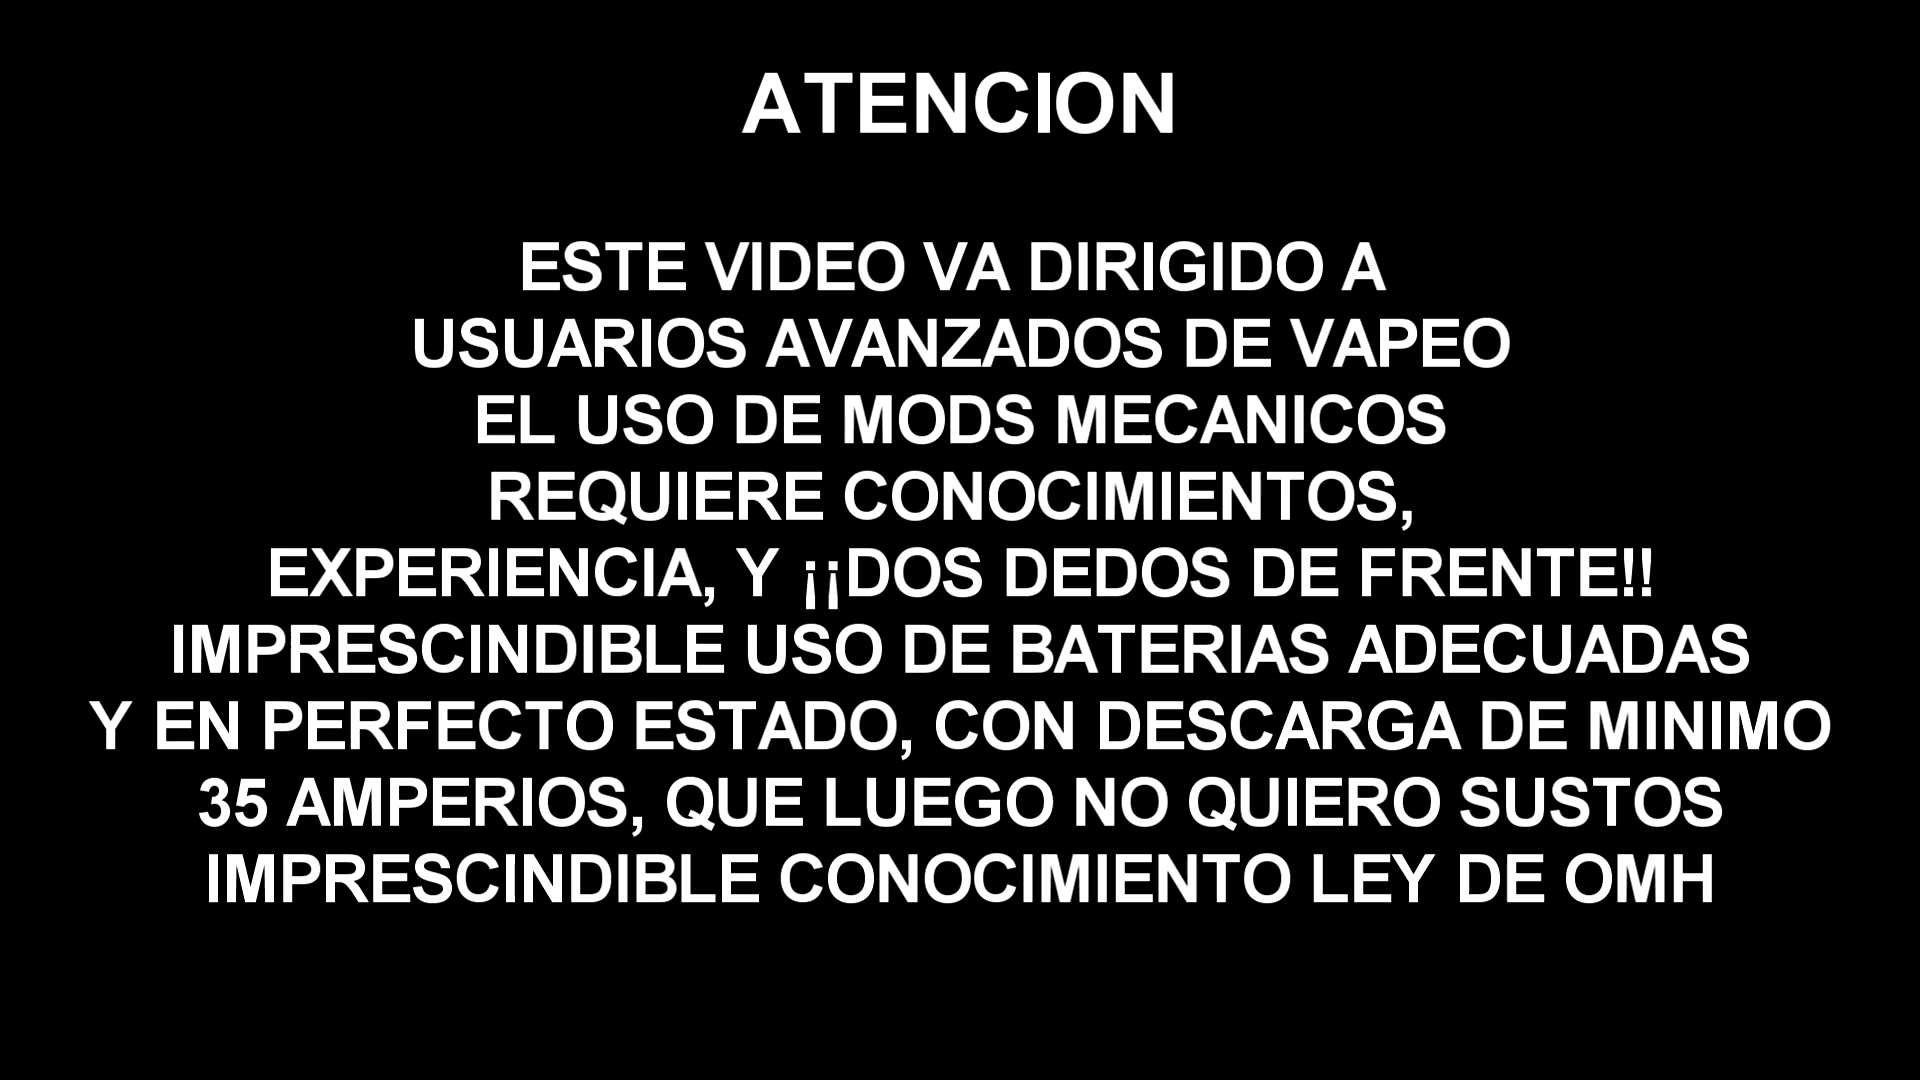 ATENCION
ESTE VIDEO VA DIRIGIDO A
USUARIOS AVANZADOS DE VAPEO
EL USO DE MODS MECANICOS
REQUIERE CONOCIMIENTOS,
EXPERIENCIA, Y ¡¡DOS DEDOS DE FRENTE!!
IMPRESCINDIBLE USO DE BATERIAS ADECUADAS
Y EN PERFECTO ESTADO, CON DESCARGA DE MINIMO
35 AMPERIOS, QUE LUEGO NO QUIERO SUSTOS
IMPRESCINDIBLE CONOCIMIENTO LEY DE OMH